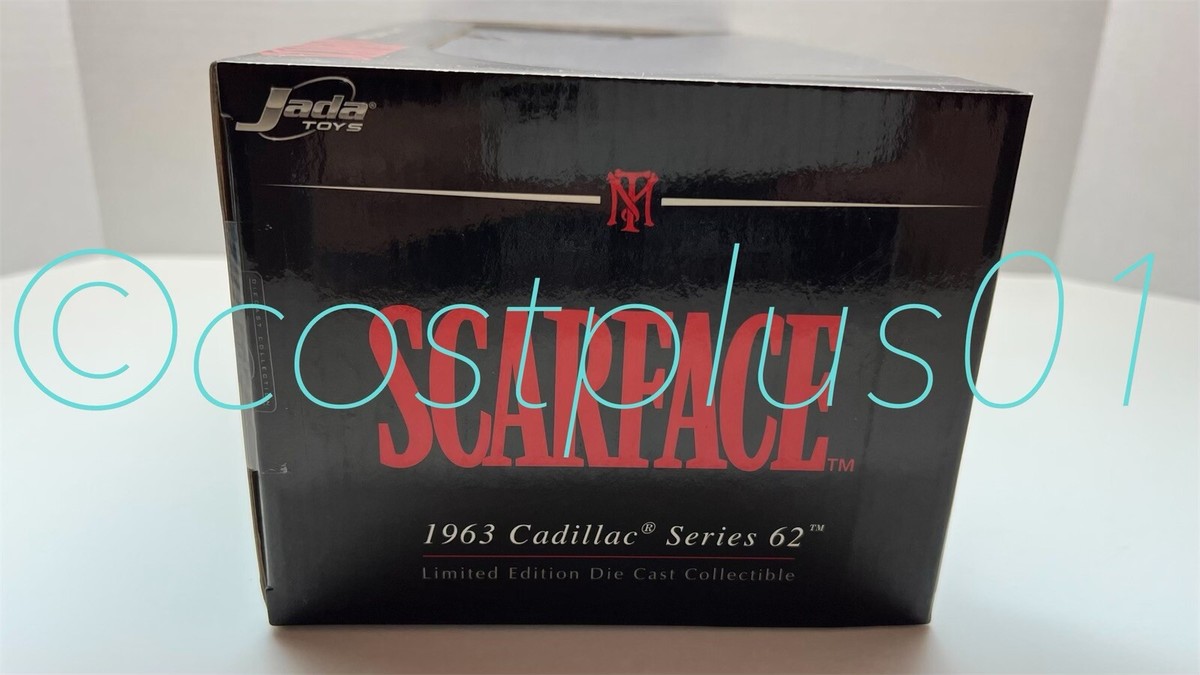 Jada®
TOYS
TM
SCARFACE™
©costplus01
1963 Cadillac® Series 62™
Limited Edition Die Cast Collectible